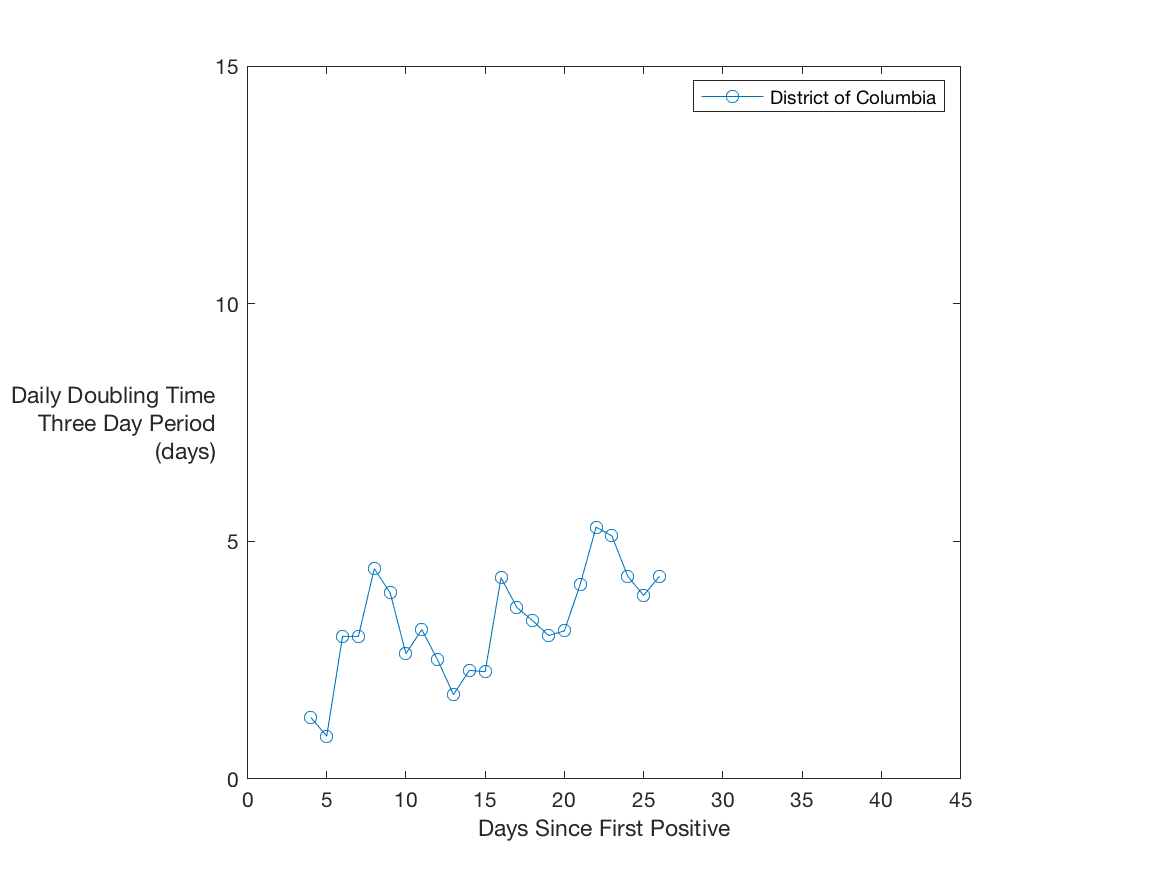 15
District of Columbia
10
Daily Doubling Time
Three Day Period
(days)
5
0
0 5 10 15 20 25 30 35 40 45
Days Since First Positive